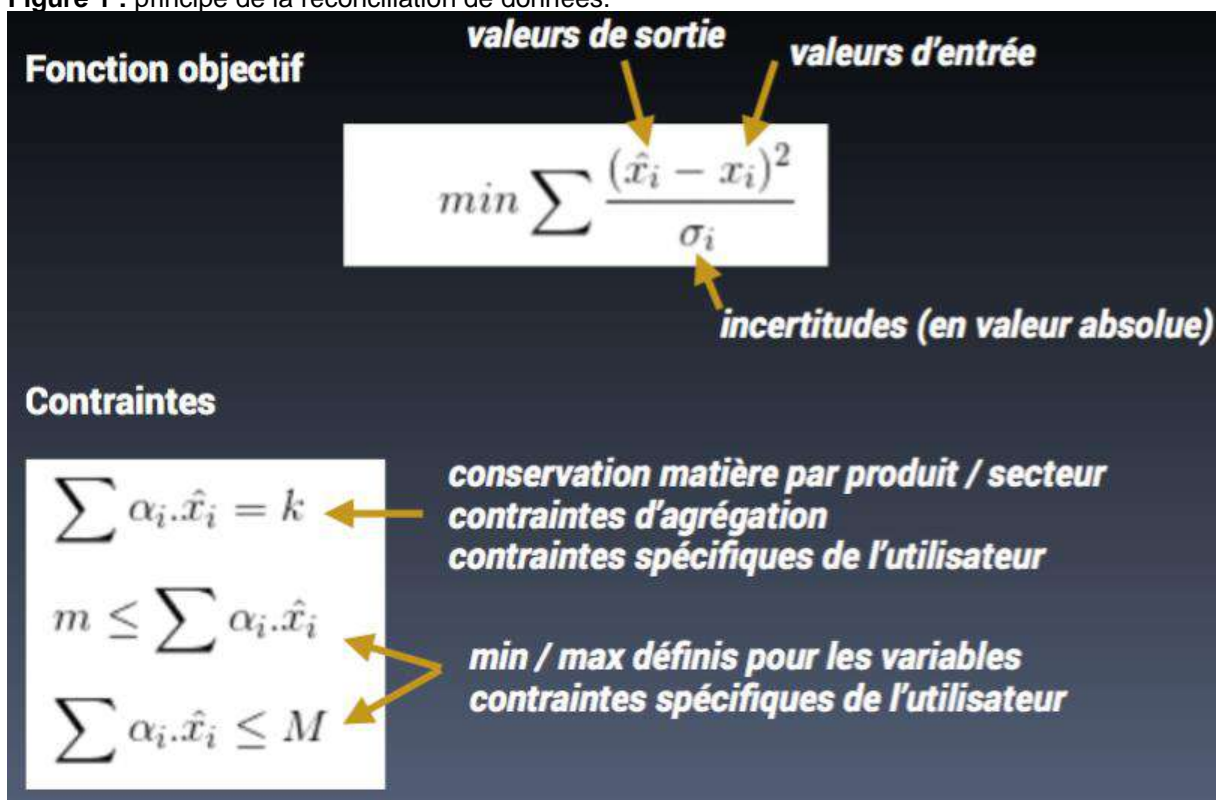 Figure 1 : principe de la réconciliation de données.
valeurs de sortie
valeurs d'entrée
Fonction objectif
min ∑ (x̂ᵢ − xᵢ)² / σᵢ
incertitudes (en valeur absolue)
Contraintes
∑ αᵢ.x̂ᵢ = k
conservation matière par produit / secteur
contraintes d'agrégation
contraintes spécifiques de l'utilisateur
m ≤ ∑ αᵢ.x̂ᵢ
min / max définis pour les variables
contraintes spécifiques de l'utilisateur
∑ αᵢ.x̂ᵢ ≤ M